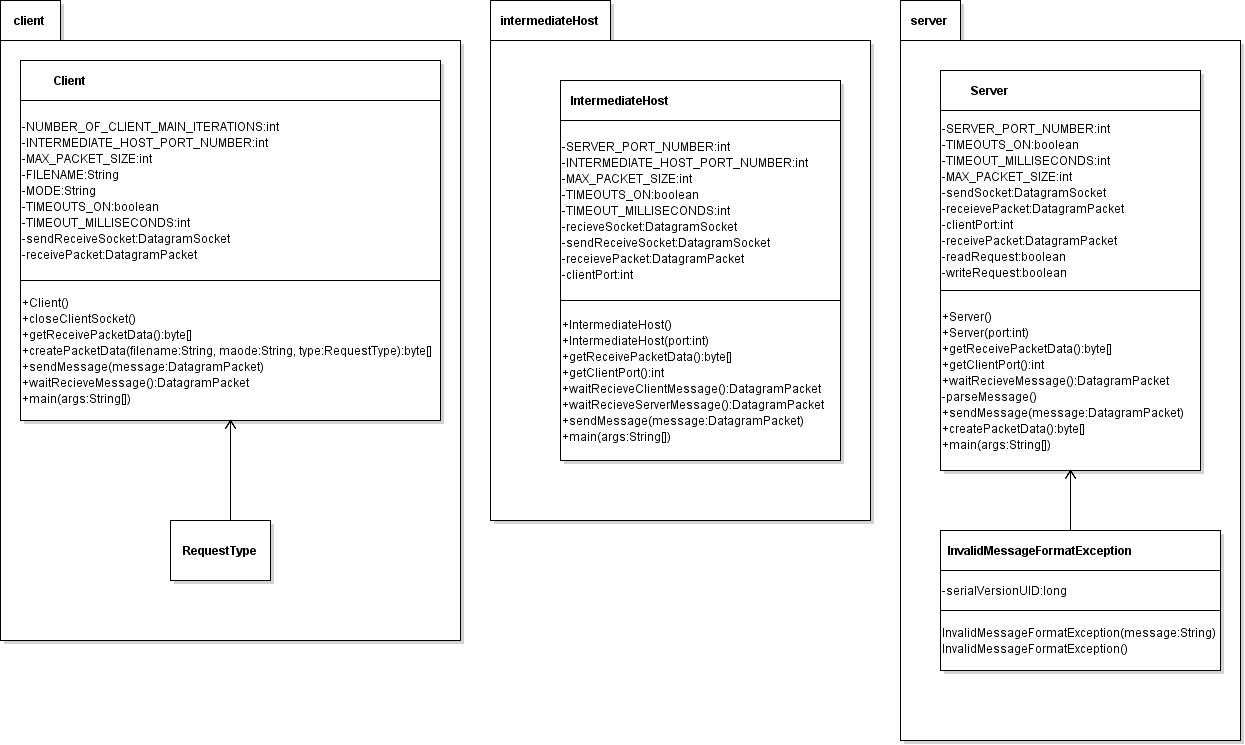 client
Client
-NUMBER_OF_CLIENT_MAIN_ITERATIONS:int
-INTERMEDIATE_HOST_PORT_NUMBER:int
-MAX_PACKET_SIZE:int
-FILENAME:String
-MODE:String
-TIMEOUTS_ON:boolean
-TIMEOUT_MILLISECONDS:int
-sendReceiveSocket:DatagramSocket
-receivePacket:DatagramPacket
+Client()
+closeClientSocket()
+getReceivePacketData():byte[]
+createPacketData(filename:String, maode:String, type:RequestType):byte[]
+sendMessage(message:DatagramPacket)
+waitRecieveMessage():DatagramPacket
+main(args:String[])
RequestType
intermediateHost
IntermediateHost
-SERVER_PORT_NUMBER:int
-INTERMEDIATE_HOST_PORT_NUMBER:int
-MAX_PACKET_SIZE:int
-TIMEOUTS_ON:boolean
-TIMEOUT_MILLISECONDS:int
-recieveSocket:DatagramSocket
-sendReceiveSocket:DatagramSocket
-receievePacket:DatagramPacket
-clientPort:int
+IntermediateHost()
+IntermediateHost(port:int)
+getReceivePacketData():byte[]
+getClientPort():int
+waitRecieveClientMessage():DatagramPacket
+waitRecieveServerMessage():DatagramPacket
+sendMessage(message:DatagramPacket)
+main(args:String[])
server
Server
-SERVER_PORT_NUMBER:int
-TIMEOUTS_ON:boolean
-TIMEOUT_MILLISECONDS:int
-MAX_PACKET_SIZE:int
-sendSocket:DatagramSocket
-receievePacket:DatagramPacket
-clientPort:int
-receivePacket:DatagramPacket
-readRequest:boolean
-writeRequest:boolean
+Server()
+Server(port:int)
+getReceivePacketData():byte[]
+getClientPort():int
+waitRecieveMessage():DatagramPacket
-parseMessage()
+sendMessage(message:DatagramPacket)
+createPacketData():byte[]
+main(args:String[])
InvalidMessageFormatException
-serialVersionUID:long
InvalidMessageFormatException(message:String)
InvalidMessageFormatException()